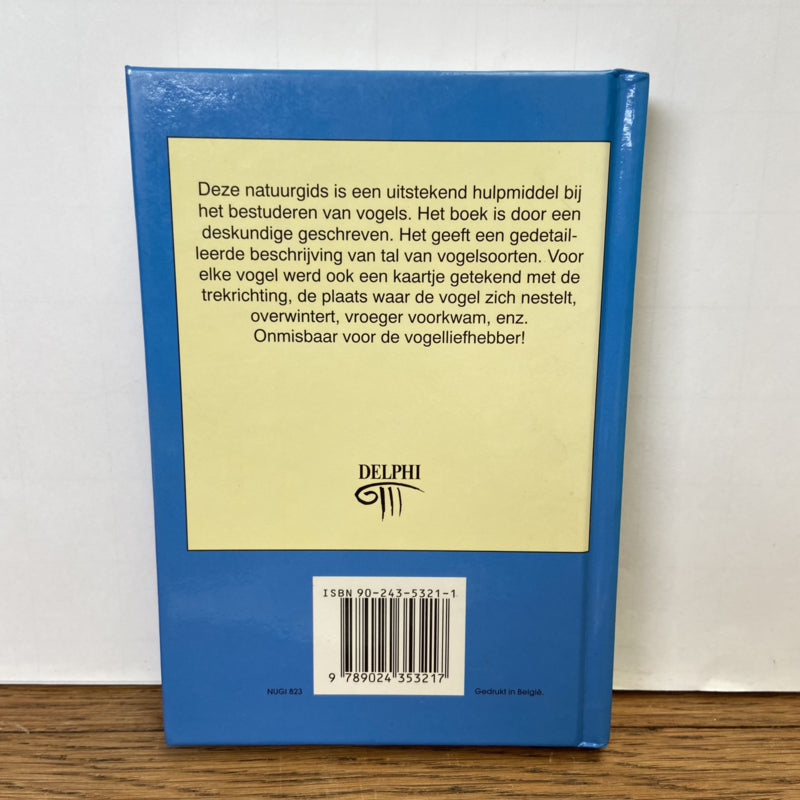 Deze natuurgids is een uitstekend hulpmiddel bij
het bestuderen van vogels. Het boek is door een
deskundige geschreven. Het geeft een gedetail-
leerde beschrijving van tal van vogelsoorten. Voor
elke vogel werd ook een kaartje getekend met de
trekrichting, de plaats waar de vogel zich nestelt,
overwintert, vroeger voorkwam, enz.
Onmisbaar voor de vogelliefhebber!
DELPHI
ISBN 90-243-5321-1
9 789024 353217
NUGI 823
Gedrukt in België.